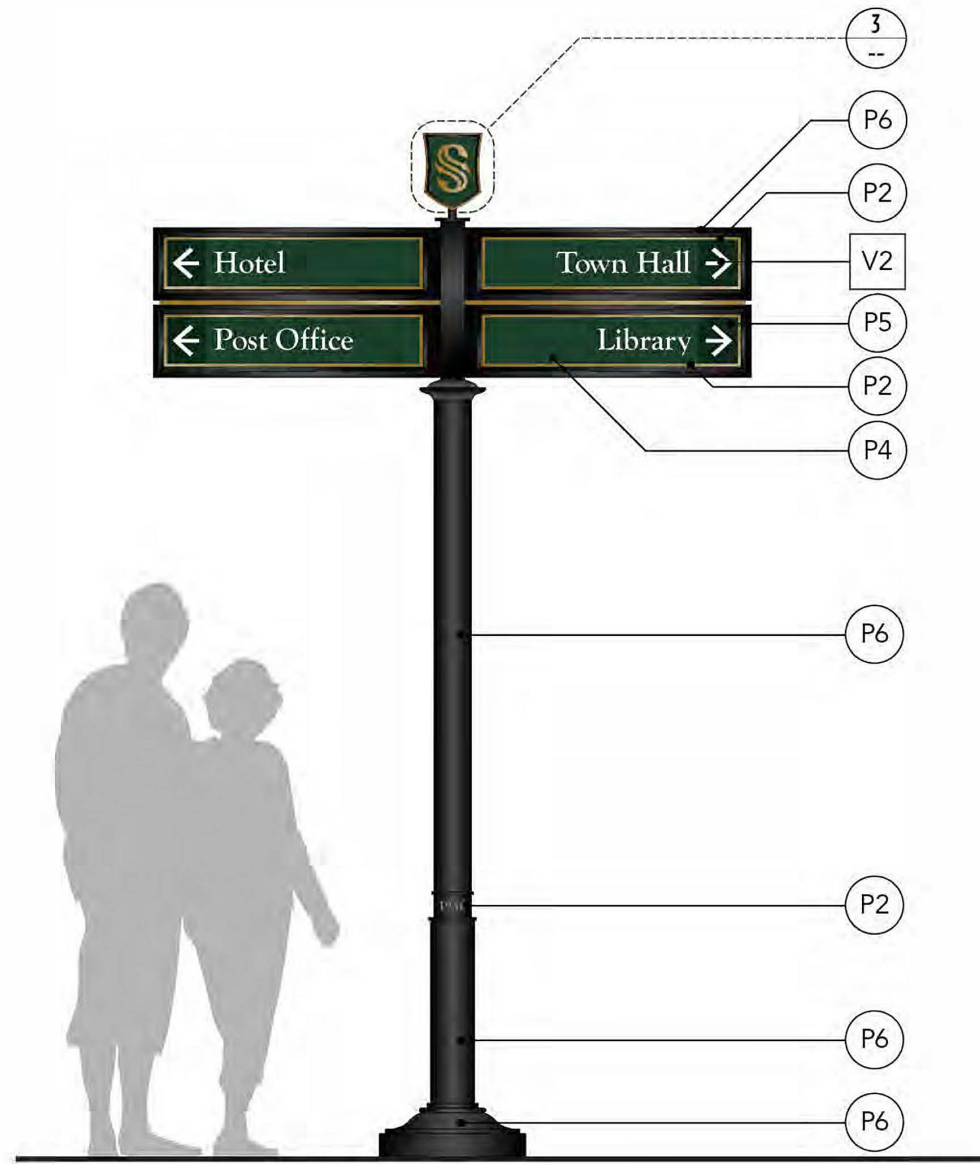 3
--
P6
P2
← Hotel
Town Hall →
V2
← Post Office
Library →
P5
P2
P4
P6
P2
P6
P6